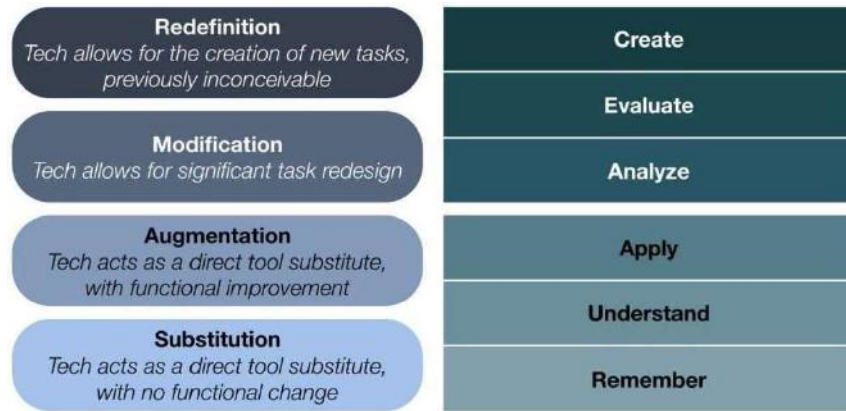 Redefinition
Tech allows for the creation of new tasks,
previously inconceivable
Modification
Tech allows for significant task redesign
Augmentation
Tech acts as a direct tool substitute,
with functional improvement
Substitution
Tech acts as a direct tool substitute,
with no functional change
Create
Evaluate
Analyze
Apply
Understand
Remember